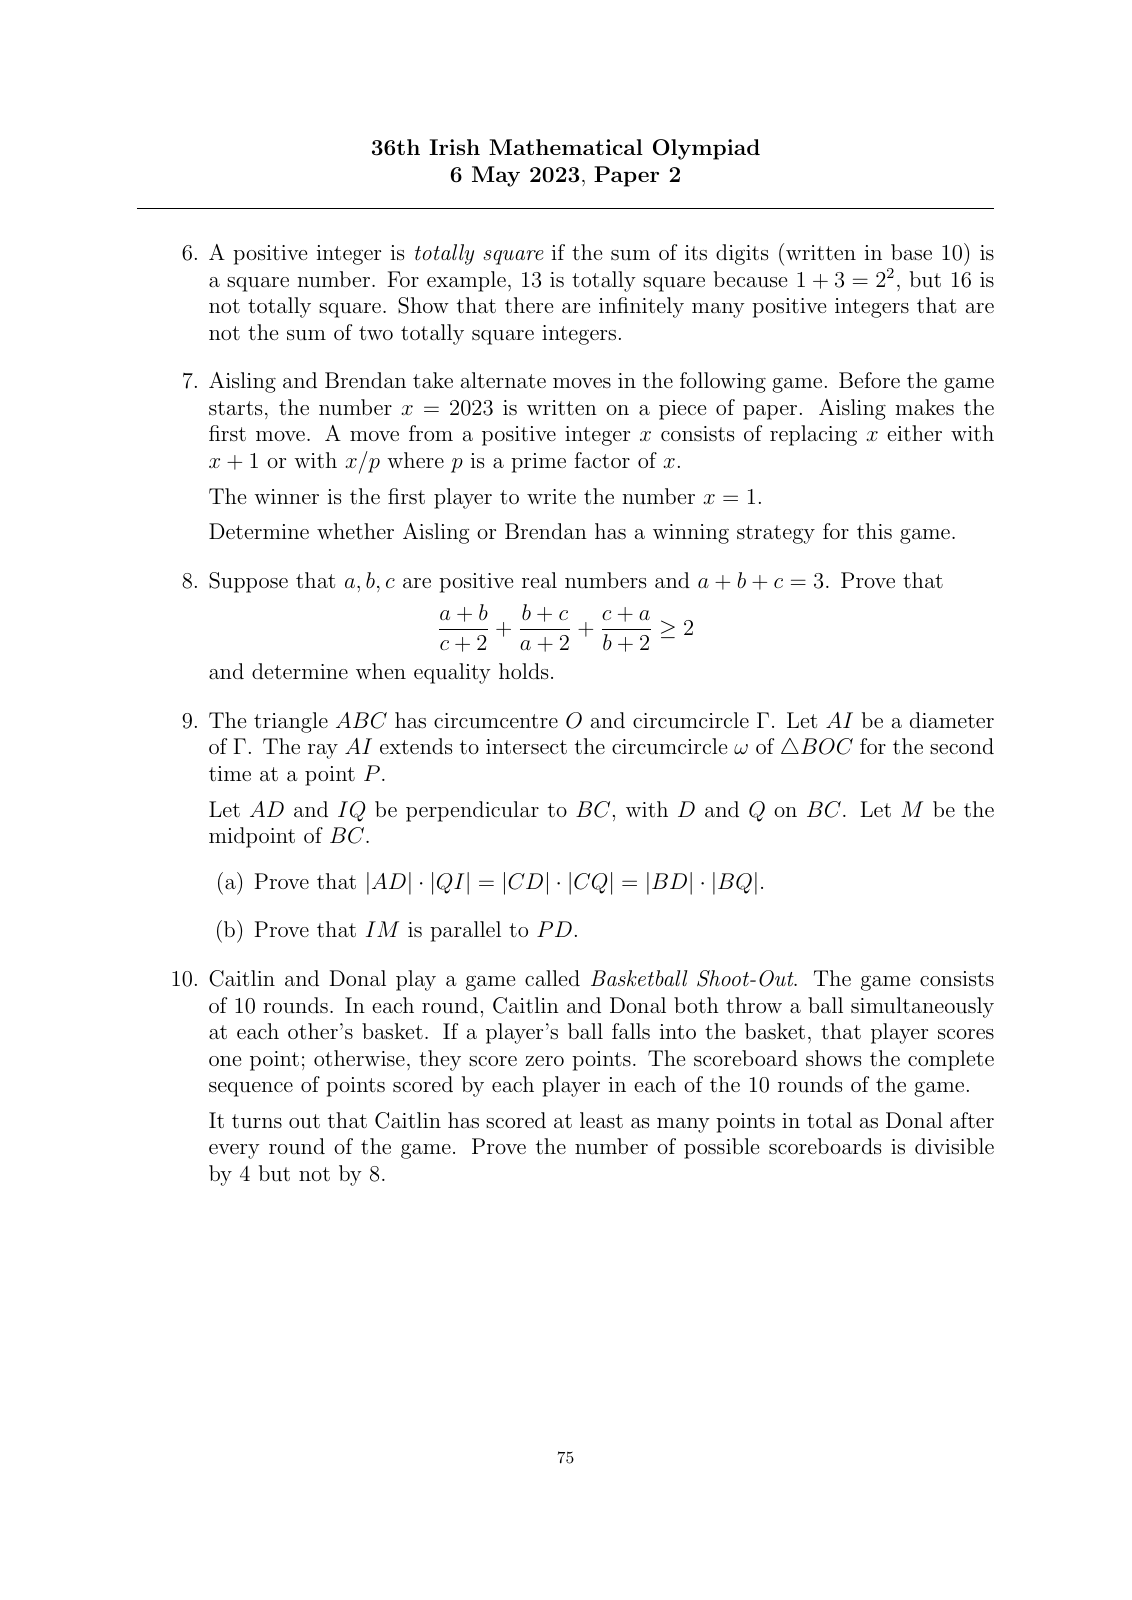 36th Irish Mathematical Olympiad
6 May 2023, Paper 2
6. A positive integer is totally square if the sum of its digits (written in base 10) is
a square number. For example, 13 is totally square because 1 + 3 = 2², but 16 is
not totally square. Show that there are infinitely many positive integers that are
not the sum of two totally square integers.
7. Aisling and Brendan take alternate moves in the following game. Before the game
starts, the number x = 2023 is written on a piece of paper. Aisling makes the
first move. A move from a positive integer x consists of replacing x either with
x + 1 or with x/p where p is a prime factor of x.
The winner is the first player to write the number x = 1.
Determine whether Aisling or Brendan has a winning strategy for this game.
8. Suppose that a, b, c are positive real numbers and a + b + c = 3. Prove that
(a + b)/(c + 2) + (b + c)/(a + 2) + (c + a)/(b + 2) ≥ 2
and determine when equality holds.
9. The triangle ABC has circumcentre O and circumcircle Γ. Let AI be a diameter
of Γ. The ray AI extends to intersect the circumcircle ω of △BOC for the second
time at a point P.
Let AD and IQ be perpendicular to BC, with D and Q on BC. Let M be the
midpoint of BC.
(a) Prove that |AD| · |QI| = |CD| · |CQ| = |BD| · |BQ|.
(b) Prove that IM is parallel to PD.
10. Caitlin and Donal play a game called Basketball Shoot-Out. The game consists
of 10 rounds. In each round, Caitlin and Donal both throw a ball simultaneously
at each other's basket. If a player's ball falls into the basket, that player scores
one point; otherwise, they score zero points. The scoreboard shows the complete
sequence of points scored by each player in each of the 10 rounds of the game.
It turns out that Caitlin has scored at least as many points in total as Donal after
every round of the game. Prove the number of possible scoreboards is divisible
by 4 but not by 8.
75